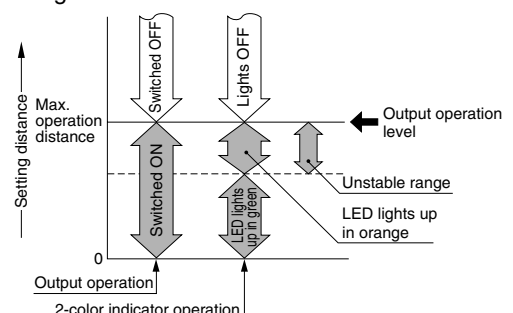 Switched OFF
Lights OFF
Setting distance
Max.
operation
distance
Output operation
level
Switched ON
Unstable range
LED lights
up in green
LED lights up
in orange
0
Output operation
2-color indicator operation